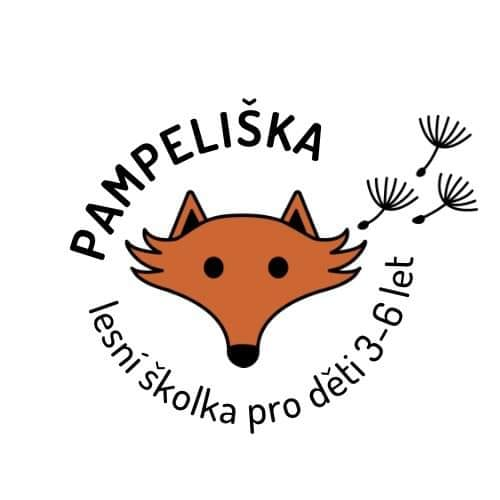 PAMPELIŠKA
lesní školka pro děti 3-6 let